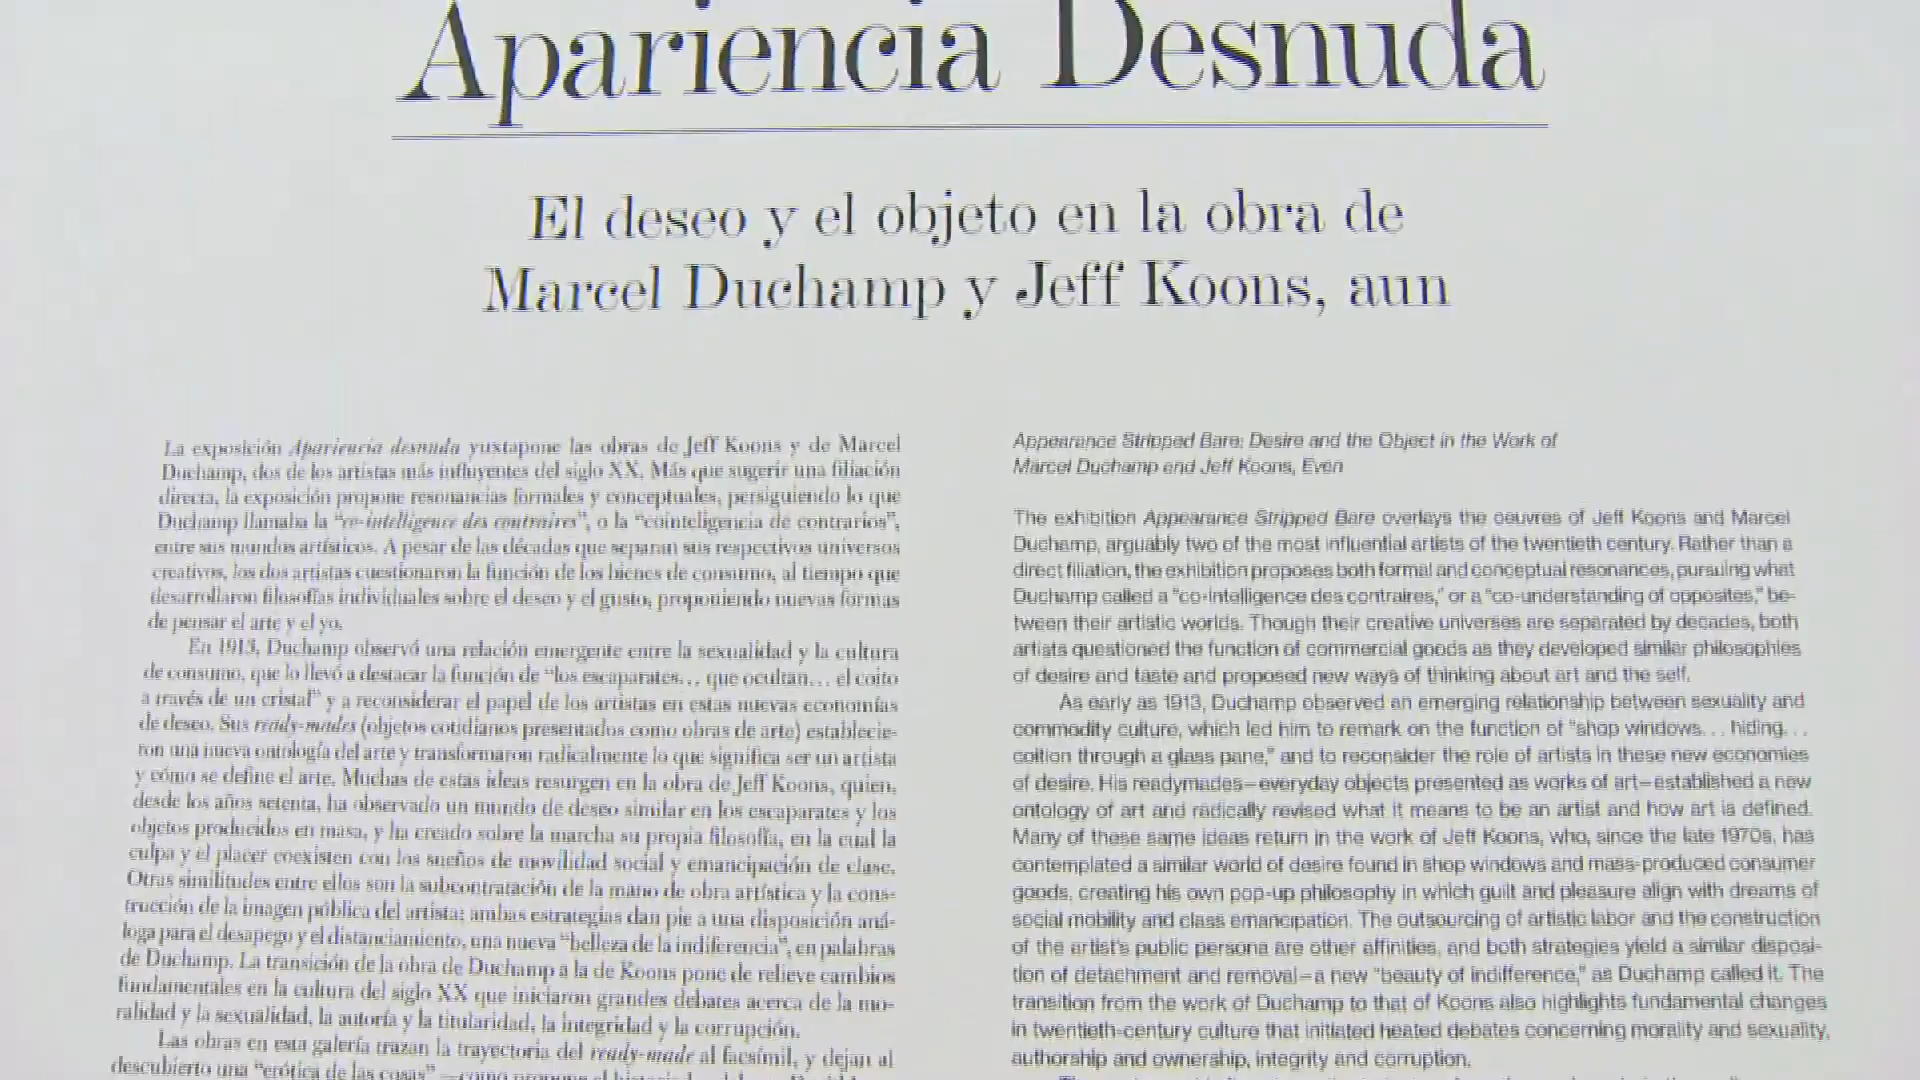 Apariencia Desnuda
El deseo y el objeto en la obra de
Marcel Duchamp y Jeff Koons, aun
La exposición Apariencia desnuda yuxtapone las obras de Jeff Koons y de Marcel
Duchamp, dos de los artistas más influyentes del siglo XX. Más que sugerir una filiación
directa, la exposición propone resonancias formales y conceptuales, persiguiendo lo que
Duchamp llamaba la "co-intelligence des contraires", o la "cointeligencia de contrarios",
entre sus mundos artísticos. A pesar de las décadas que separan sus respectivos universos
creativos, los dos artistas cuestionaron la función de los bienes de consumo, al tiempo que
desarrollaron filosofías individuales sobre el deseo y el gusto, proponiendo nuevas formas
de pensar el arte y el yo.
En 1913, Duchamp observó una relación emergente entre la sexualidad y la cultura
de consumo, que lo llevó a destacar la función de "los escaparates… que ocultan… el coito
a través de un cristal" y a reconsiderar el papel de los artistas en estas nuevas economías
de deseo. Sus ready-mades (objetos cotidianos presentados como obras de arte) establecie-
ron una nueva ontología del arte y transformaron radicalmente lo que significa ser un artista
y cómo se define el arte. Muchas de estas ideas resurgen en la obra de Jeff Koons, quien,
desde los años setenta, ha observado un mundo de deseo similar en los escaparates y los
objetos producidos en masa, y ha creado sobre la marcha su propia filosofía, en la cual la
culpa y el placer coexisten con los sueños de movilidad social y emancipación de clase.
Otras similitudes entre ellos son la subcontratación de la mano de obra artística y la cons-
trucción de la imagen pública del artista; ambas estrategias dan pie a una disposición aná-
loga para el desapego y el distanciamiento, una nueva "belleza de la indiferencia", en palabras
de Duchamp. La transición de la obra de Duchamp a la de Koons pone de relieve cambios
fundamentales en la cultura del siglo XX que iniciaron grandes debates acerca de la mo-
ralidad y la sexualidad, la autoría y la titularidad, la integridad y la corrupción.
Las obras en esta galería trazan la trayectoria del ready-made al facsímil, y dejan al
descubierto una "erótica de las cosas" —como propone el
Appearance Stripped Bare: Desire and the Object in the Work of
Marcel Duchamp and Jeff Koons, Even
The exhibition Appearance Stripped Bare overlays the oeuvres of Jeff Koons and Marcel
Duchamp, arguably two of the most influential artists of the twentieth century. Rather than a
direct filiation, the exhibition proposes both formal and conceptual resonances, pursuing what
Duchamp called a "co-intelligence des contraires," or a "co-understanding of opposites," be-
tween their artistic worlds. Though their creative universes are separated by decades, both
artists questioned the function of commercial goods as they developed similar philosophies
of desire and taste and proposed new ways of thinking about art and the self.
As early as 1913, Duchamp observed an emerging relationship between sexuality and
commodity culture, which led him to remark on the function of "shop windows… hiding…
coition through a glass pane," and to reconsider the role of artists in these new economies
of desire. His readymades—everyday objects presented as works of art—established a new
ontology of art and radically revised what it means to be an artist and how art is defined.
Many of these same ideas return in the work of Jeff Koons, who, since the late 1970s, has
contemplated a similar world of desire found in shop windows and mass-produced consumer
goods, creating his own pop-up philosophy in which guilt and pleasure align with dreams of
social mobility and class emancipation. The outsourcing of artistic labor and the construction
of the artist's public persona are other affinities, and both strategies yield a similar disposi-
tion of detachment and removal—a new "beauty of indifference," as Duchamp called it. The
transition from the work of Duchamp to that of Koons also highlights fundamental changes
in twentieth-century culture that initiated heated debates concerning morality and sexuality,
authorship and ownership, integrity and corruption.